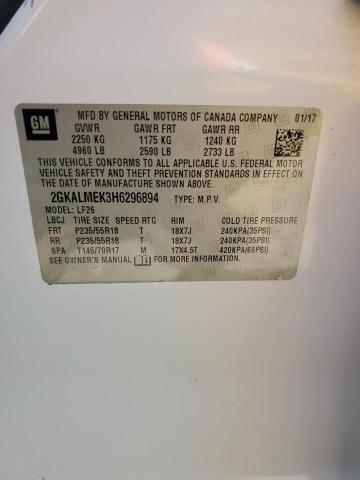 GM
MFD BY GENERAL MOTORS OF CANADA COMPANY 01/17
GVWR GAWR FRT GAWR RR
2250 KG 1175 KG 1240 KG
4960 LB 2590 LB 2733 LB
THIS VEHICLE CONFORMS TO ALL APPLICABLE U.S. FEDERAL MOTOR
VEHICLE SAFETY AND THEFT PREVENTION STANDARDS IN EFFECT ON THE
DATE OF MANUFACTURE SHOWN ABOVE.
2GKALMEK3H6296894 TYPE: M.P.V.
MODEL: LF26
LBCJ TIRE SIZE SPEED RTG RIM COLD TIRE PRESSURE
FRT P235/55R18 T 18X7J 240KPA(35PSI)
RR P235/55R18 T 18X7J 240KPA(35PSI)
SPA T145/70R17 M 17X4.5T 420KPA(60PSI)
SEE OWNER'S MANUAL FOR MORE INFORMATION.